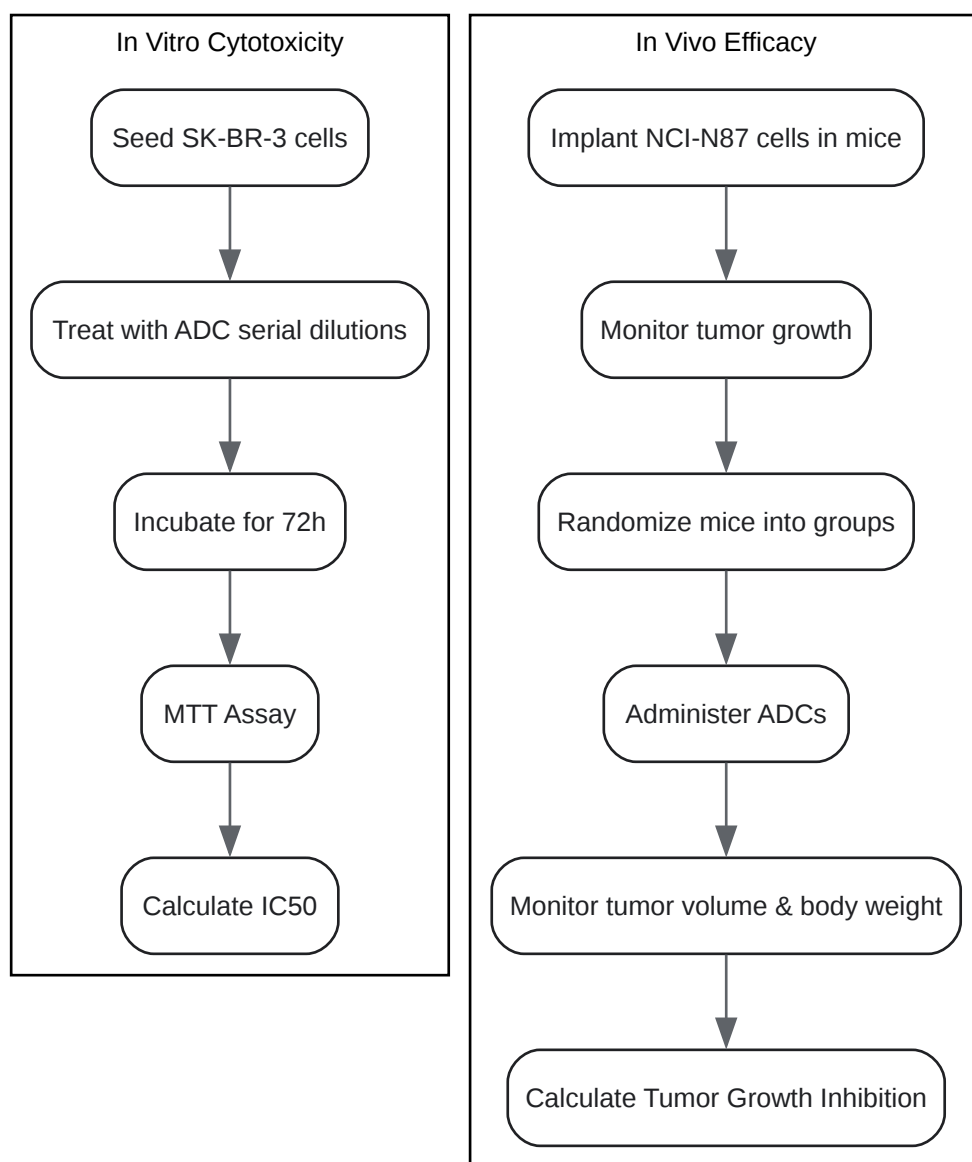 In Vitro Cytotoxicity
Seed SK-BR-3 cells
Treat with ADC serial dilutions
Incubate for 72h
MTT Assay
Calculate IC50
In Vivo Efficacy
Implant NCI-N87 cells in mice
Monitor tumor growth
Randomize mice into groups
Administer ADCs
Monitor tumor volume & body weight
Calculate Tumor Growth Inhibition